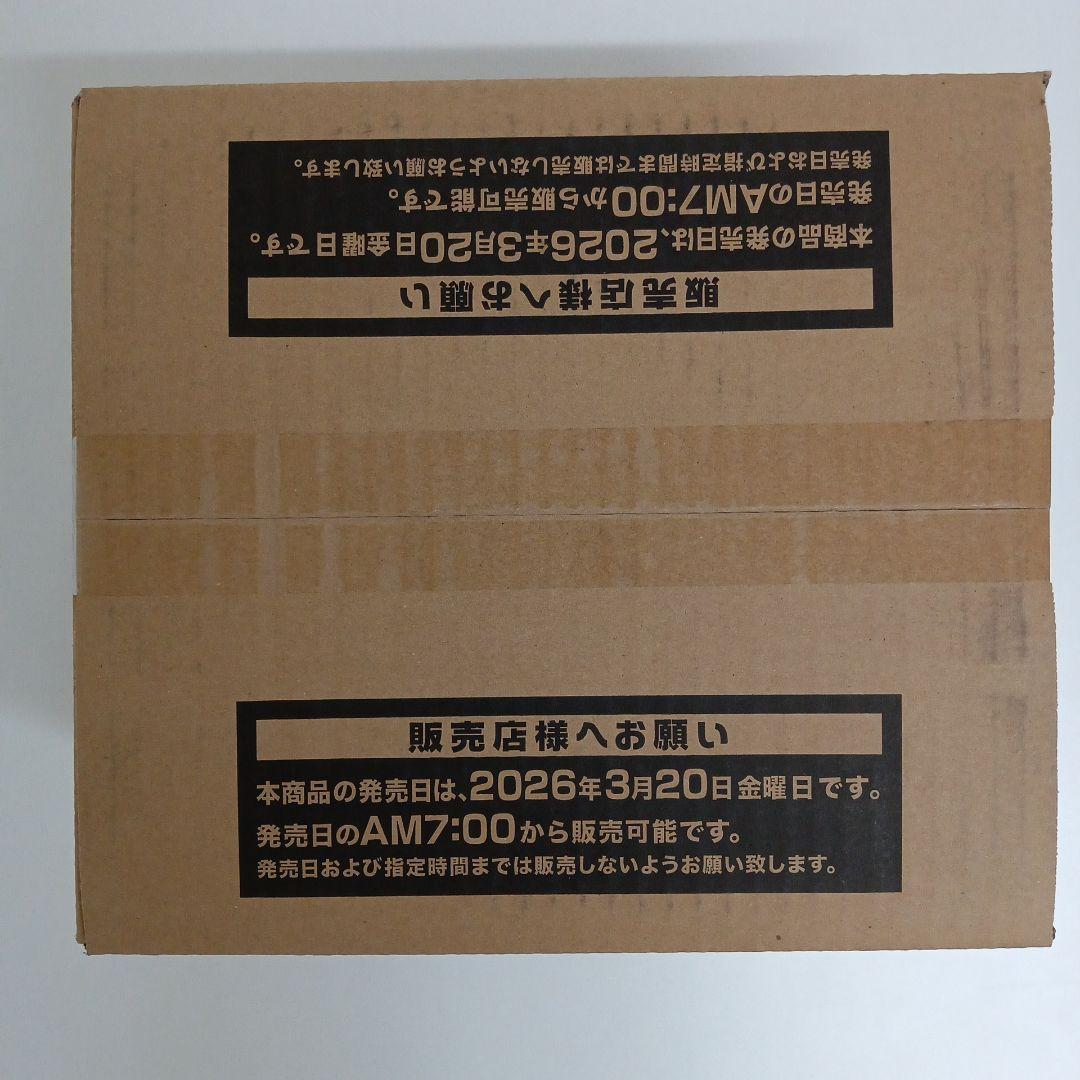 販売店様へお願い
本商品の発売日は、2026年3月20日金曜日です。
発売日のAM7:00から販売可能です。
発売日および指定時間までは販売しないようお願い致します。
販売店様へお願い
本商品の発売日は、2026年3月20日金曜日です。
発売日のAM7:00から販売可能です。
発売日および指定時間までは販売しないようお願い致します。